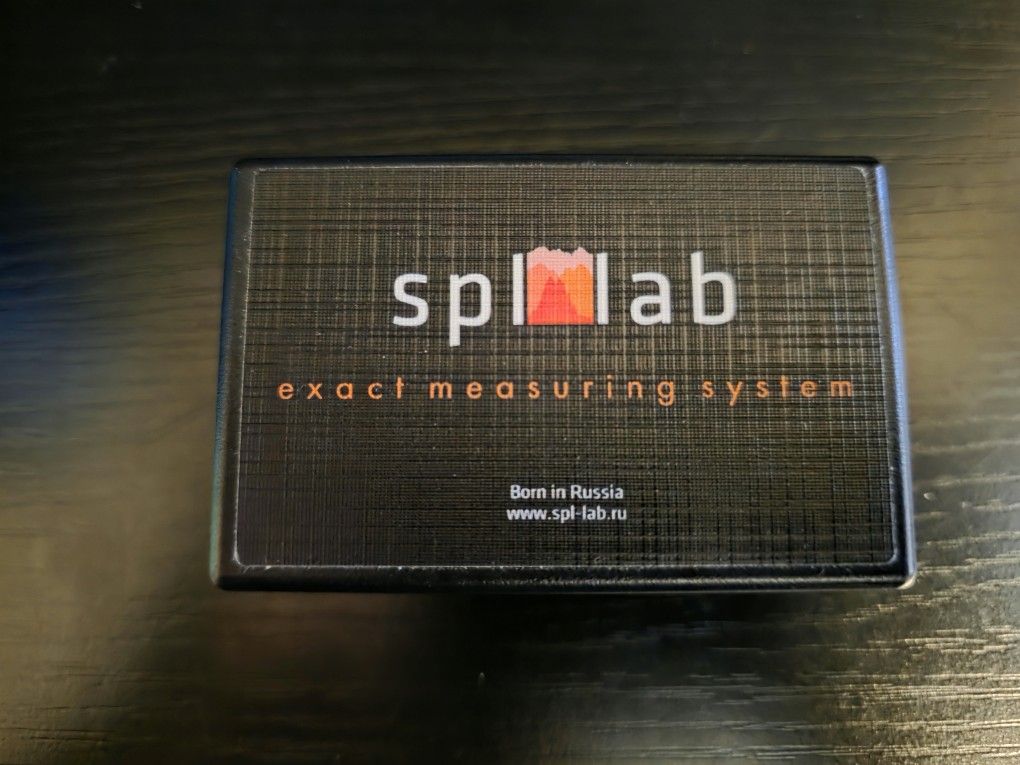 spl lab
exact measuring system
Born in Russia
www.spl-lab.ru